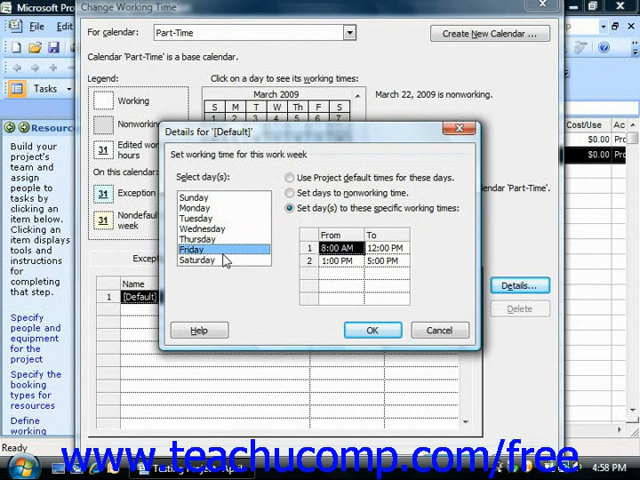 Microsoft Pro
Change Working Time
File
Edit
For calendar: Part-Time
Create New Calendar ...
Calendar 'Part-Time' is a base calendar.
Tasks
Legend:
Click on a day to see its working times:
Working
March 2009
March 22, 2009 is nonworking.
S M T W Th F S
Cost/Use
$0.00 Pro
$0.00 Pro
Resourc
Build your
project's
team and
assign
people to
tasks by
clicking an
item below.
Clicking an
item displays
tools and
instructions
for
completing
that step.
Specify
people and
equipment
for the
project
Specify the
booking
types for
resources
Define
working
Nonwork
31 Edited wor
hours
On this calendar:
31 Exception
31 Nondefau
week
calendar 'Part-Time'.
Details for '[Default]'
Set working time for this work week
Select day(s):
Sunday
Monday
Tuesday
Wednesday
Thursday
Friday
Saturday
Use Project default times for these days.
Set days to nonworking time.
Set day(s) to these specific working times:
From To
1 8:00 AM 12:00 PM
2 1:00 PM 5:00 PM
Help
OK
Cancel
Excep
Name
1 [Default]
Details...
Delete
Ready
www.teachucomp.com/free
4:58 PM